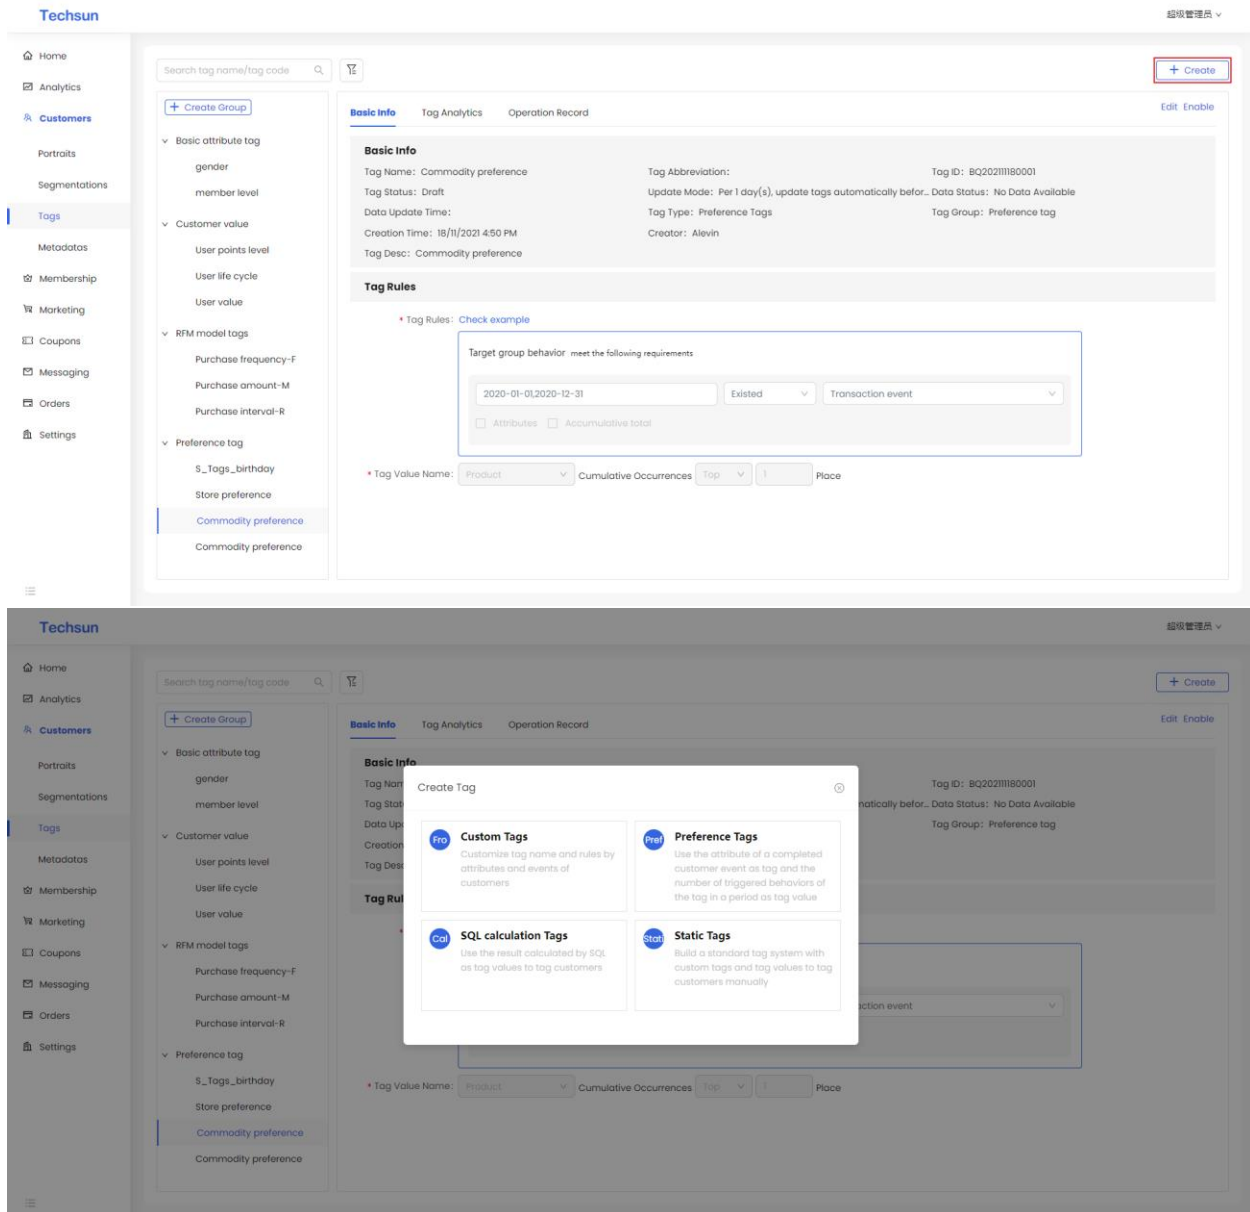 Techsun
超级管理员
Home
Analytics
Customers
Portraits
Segmentations
Tags
Metadatas
Membership
Marketing
Coupons
Messaging
Orders
Settings
Search tag name/tag code
+ Create
+ Create Group
Basic attribute tag
gender
member level
Customer value
User points level
User life cycle
User value
RFM model tags
Purchase frequency-F
Purchase amount-M
Purchase interval-R
Preference tag
S_Tags_birthday
Store preference
Commodity preference
Commodity preference
Basic Info Tag Analytics Operation Record
Edit Enable
Basic Info
Tag Name: Commodity preference Tag Abbreviation: Tag ID: BQ202111180001
Tag Status: Draft Update Mode: Per 1 day(s), update tags automatically befor... Data Status: No Data Available
Data Update Time: Tag Type: Preference Tags Tag Group: Preference tag
Creation Time: 18/11/2021 4:50 PM Creator: Alevin
Tag Desc: Commodity preference
Tag Rules
* Tag Rules: Check example
Target group behavior meet the following requirements
2020-01-01,2020-12-31 Existed Transaction event
Attributes Accumulative total
* Tag Value Name: Product Cumulative Occurrences Top 1 Place
Techsun
超级管理员
Home
Analytics
Customers
Portraits
Segmentations
Tags
Metadatas
Membership
Marketing
Coupons
Messaging
Orders
Settings
Search tag name/tag code
+ Create
+ Create Group
Basic attribute tag
gender
member level
Customer value
User points level
User life cycle
User value
RFM model tags
Purchase frequency-F
Purchase amount-M
Purchase interval-R
Preference tag
S_Tags_birthday
Store preference
Commodity preference
Commodity preference
Basic Info Tag Analytics Operation Record
Edit Enable
Basic Info
Tag Nam Tag ID: BQ202111180001
Tag Stat matically befor... Data Status: No Data Available
Data Upd Tag Group: Preference tag
Creation
Tag Desc
Tag Rul
*
Create Tag
Fro Custom Tags
Customize tag name and rules by
attributes and events of
customers
Pref Preference Tags
Use the attribute of a completed
customer event as tag and the
number of triggered behaviors of
the tag in a period as tag value
Cal SQL calculation Tags
Use the result calculated by SQL
as tag values to tag customers
Stati Static Tags
Build a standard tag system with
custom tags and tag values to tag
customers manually
action event
* Tag Value Name: Product Cumulative Occurrences Top 1 Place